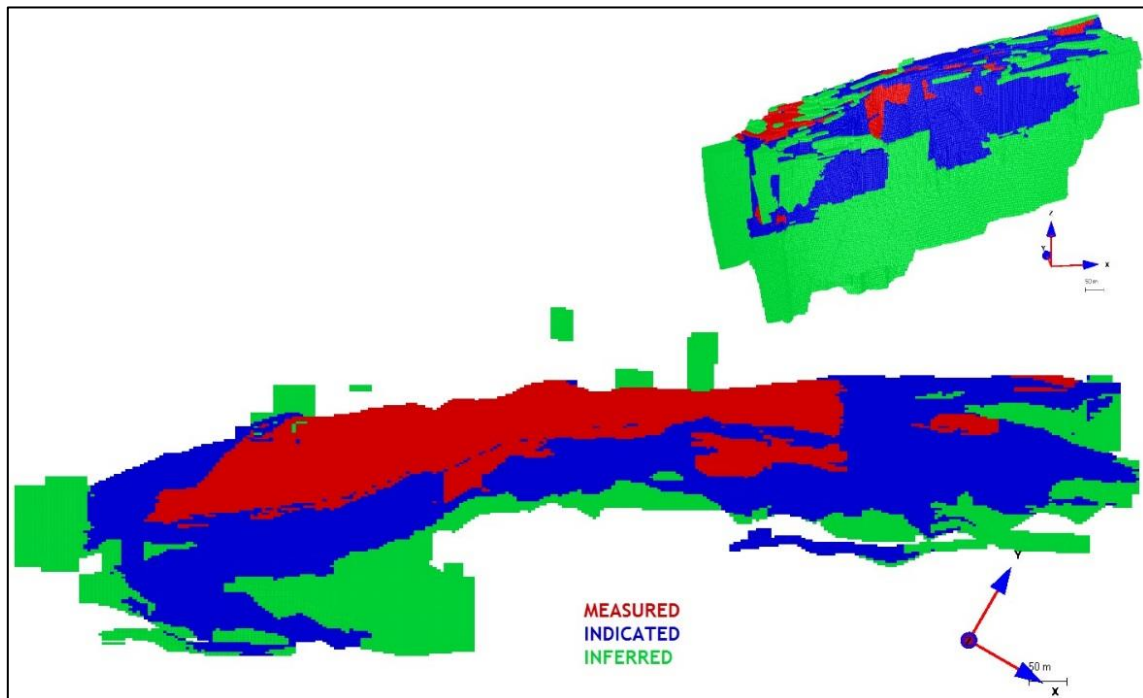 Z
Y
X
50 m
MEASURED
INDICATED
INFERRED
Y
50 m
X